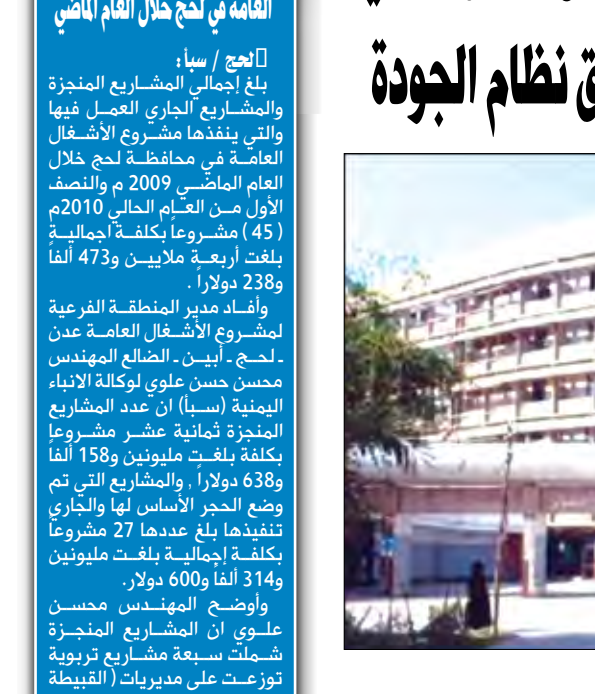 العامة في لحج خلال العام الماضي
لحج / سبأ :
بلغ إجمالي المشاريع المنجزة
والمشاريع الجاري العمل فيها
والتي ينفذها مشروع الأشغال
العامة في محافظة لحج خلال
العام الماضي 2009 م والنصف
الأول من العام الحالي 2010م
( 45 ) مشروعاً بكلفة اجمالية
بلغت أربعة ملايين و473 ألفاً
و238 دولاراً .
وأفاد مدير المنطقة الفرعية
لمشروع الأشغال العامة عدن
ـ لحج ـ أبين ـ الضالع المهندس
محسن حسن علوي لوكالة الانباء
اليمنية (سبأ) ان عدد المشاريع
المنجزة ثمانية عشر مشروعاً
بكلفة بلغت مليونين و158 ألفاً
و638 دولاراً , والمشاريع التي تم
وضع الحجر الأساس لها والجاري
تنفيذها بلغ عددها 27 مشروعاً
بكلفة إجمالية بلغت مليونين
و314 ألفاً و600 دولار.
وأوضح المهندس محسن
علوي ان المشاريع المنجزة
شملت سبعة مشاريع تربوية
توزعت على مديريات ( القبيطة
ق نظام الجودة